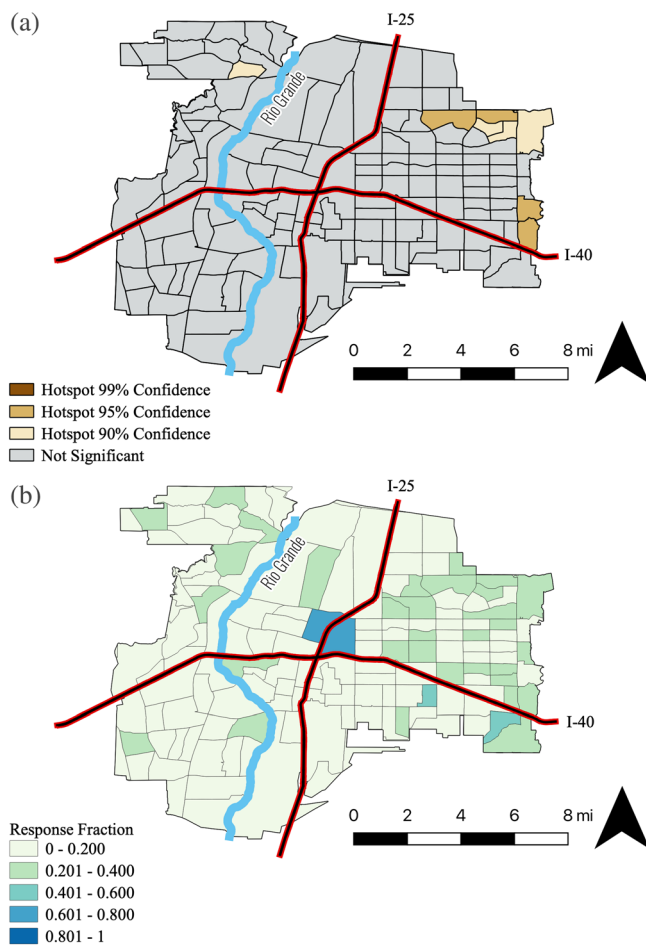 (a)
I-25
Rio Grande
I-40
0 2 4 6 8 mi
Hotspot 99% Confidence
Hotspot 95% Confidence
Hotspot 90% Confidence
Not Significant
(b)
I-25
Rio Grande
I-40
0 2 4 6 8 mi
Response Fraction
0 - 0.200
0.201 - 0.400
0.401 - 0.600
0.601 - 0.800
0.801 - 1